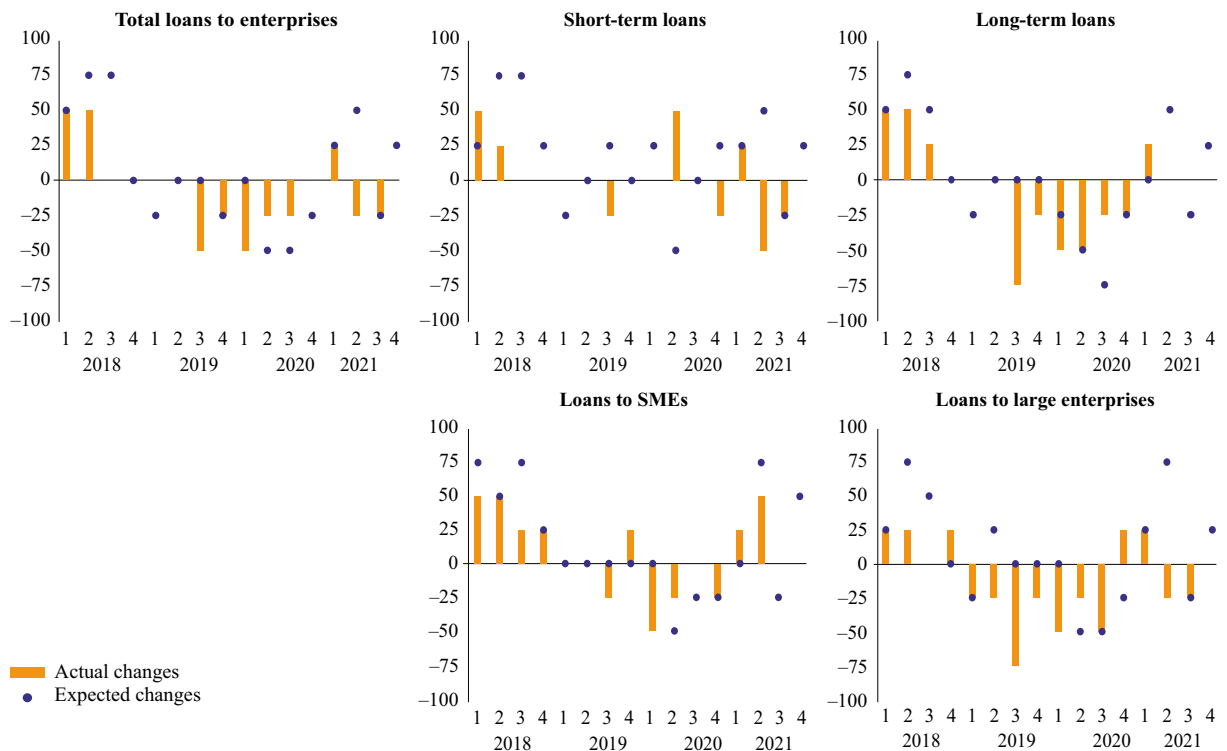 Total loans to enterprises
100
75
50
25
0
–25
–50
–75
–100
1 2 3 4 1 2 3 4 1 2 3 4 1 2 3 4
2018 2019 2020 2021
Short-term loans
100
75
50
25
0
–25
–50
–75
–100
1 2 3 4 1 2 3 4 1 2 3 4 1 2 3 4
2018 2019 2020 2021
Long-term loans
100
75
50
25
0
–25
–50
–75
–100
1 2 3 4 1 2 3 4 1 2 3 4 1 2 3 4
2018 2019 2020 2021
Loans to SMEs
100
75
50
25
0
–25
–50
–75
–100
1 2 3 4 1 2 3 4 1 2 3 4 1 2 3 4
2018 2019 2020 2021
Loans to large enterprises
100
75
50
25
0
–25
–50
–75
–100
1 2 3 4 1 2 3 4 1 2 3 4 1 2 3 4
2018 2019 2020 2021
Actual changes
Expected changes